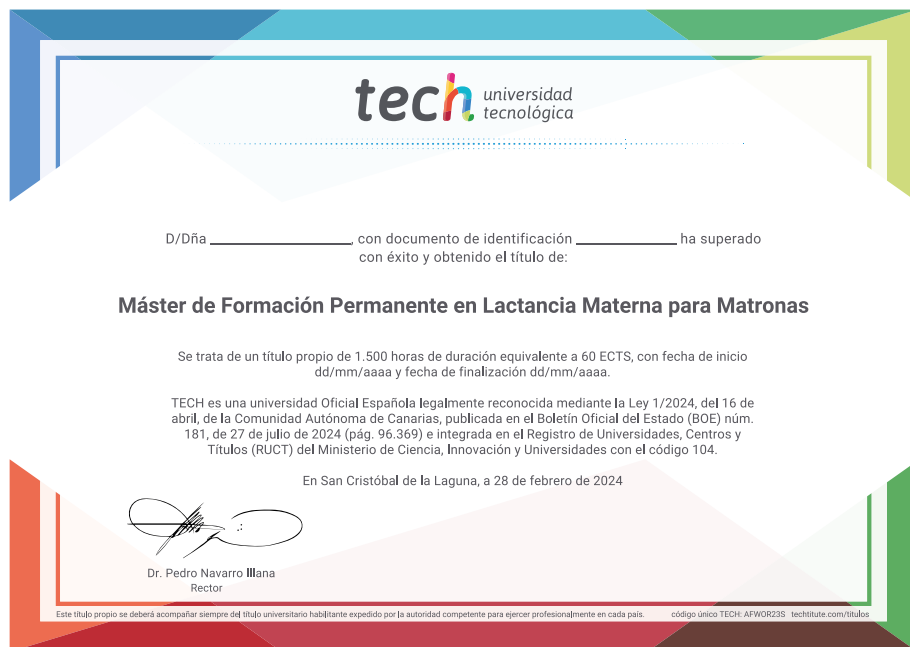 tech universidad
tecnológica
D/Dña ______________, con documento de identificación __________ ha superado
con éxito y obtenido el título de:
Máster de Formación Permanente en Lactancia Materna para Matronas
Se trata de un título propio de 1.500 horas de duración equivalente a 60 ECTS, con fecha de inicio
dd/mm/aaaa y fecha de finalización dd/mm/aaaa.
TECH es una universidad Oficial Española legalmente reconocida mediante la Ley 1/2024, del 16 de
abril, de la Comunidad Autónoma de Canarias, publicada en el Boletín Oficial del Estado (BOE) núm.
181, de 27 de julio de 2024 (pág. 96.369) e integrada en el Registro de Universidades, Centros y
Títulos (RUCT) del Ministerio de Ciencia, Innovación y Universidades con el código 104.
En San Cristóbal de la Laguna, a 28 de febrero de 2024
Dr. Pedro Navarro Illana
Rector
Este título propio se deberá acompañar siempre del título universitario habilitante expedido por la autoridad competente para ejercer profesionalmente en cada país. código único TECH: AFWOR23S techtitute.com/titulos